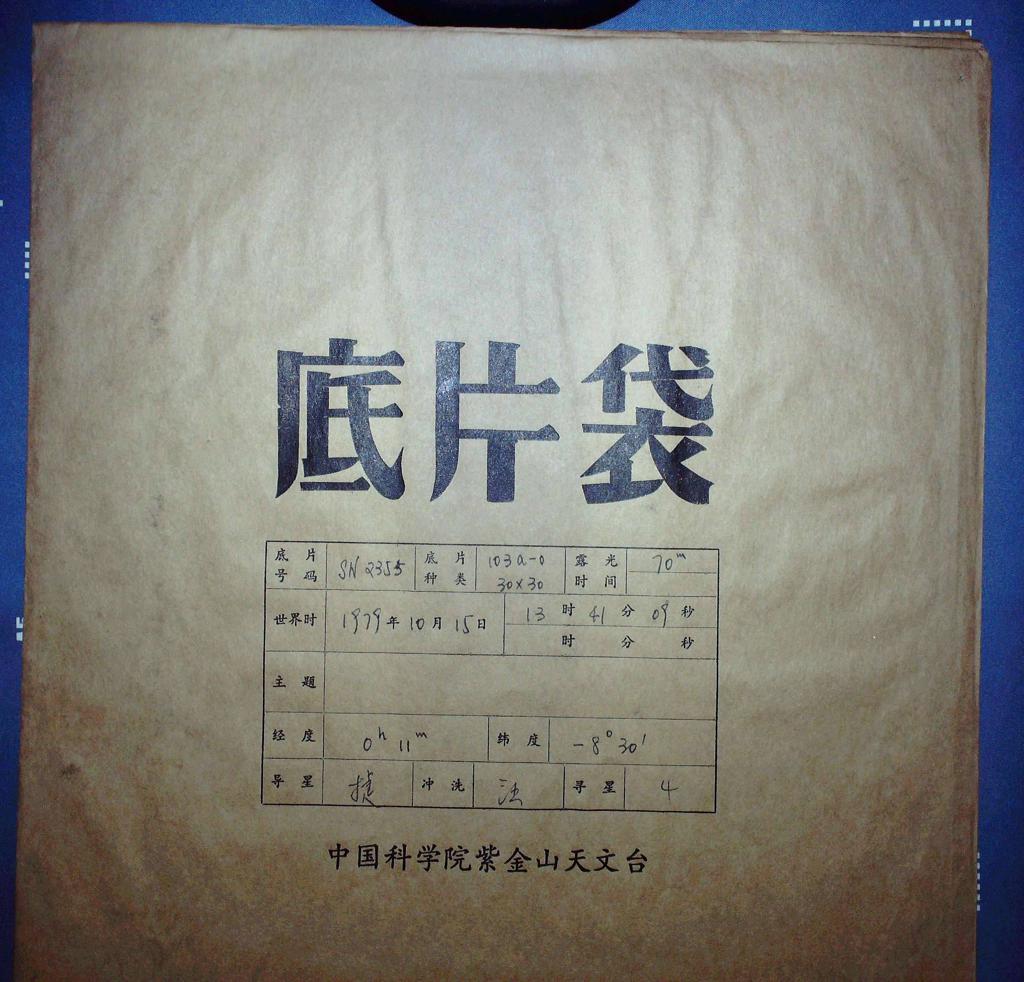 底片袋
底片号码 SN 2355 底片种类 103a-0 30×30 露光时间 70ᵐ
世界时 1979年10月15日 13时41分09秒
时 分 秒
主题
经度 0ʰ 11ᵐ 纬度 -8°30′
导星 冲洗 寻星 4
中国科学院紫金山天文台